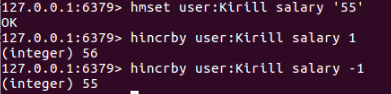 127.0.0.1:6379> hmset user:Kirill salary '55'
OK
127.0.0.1:6379> hincrby user:Kirill salary 1
(integer) 56
127.0.0.1:6379> hincrby user:Kirill salary -1
(integer) 55